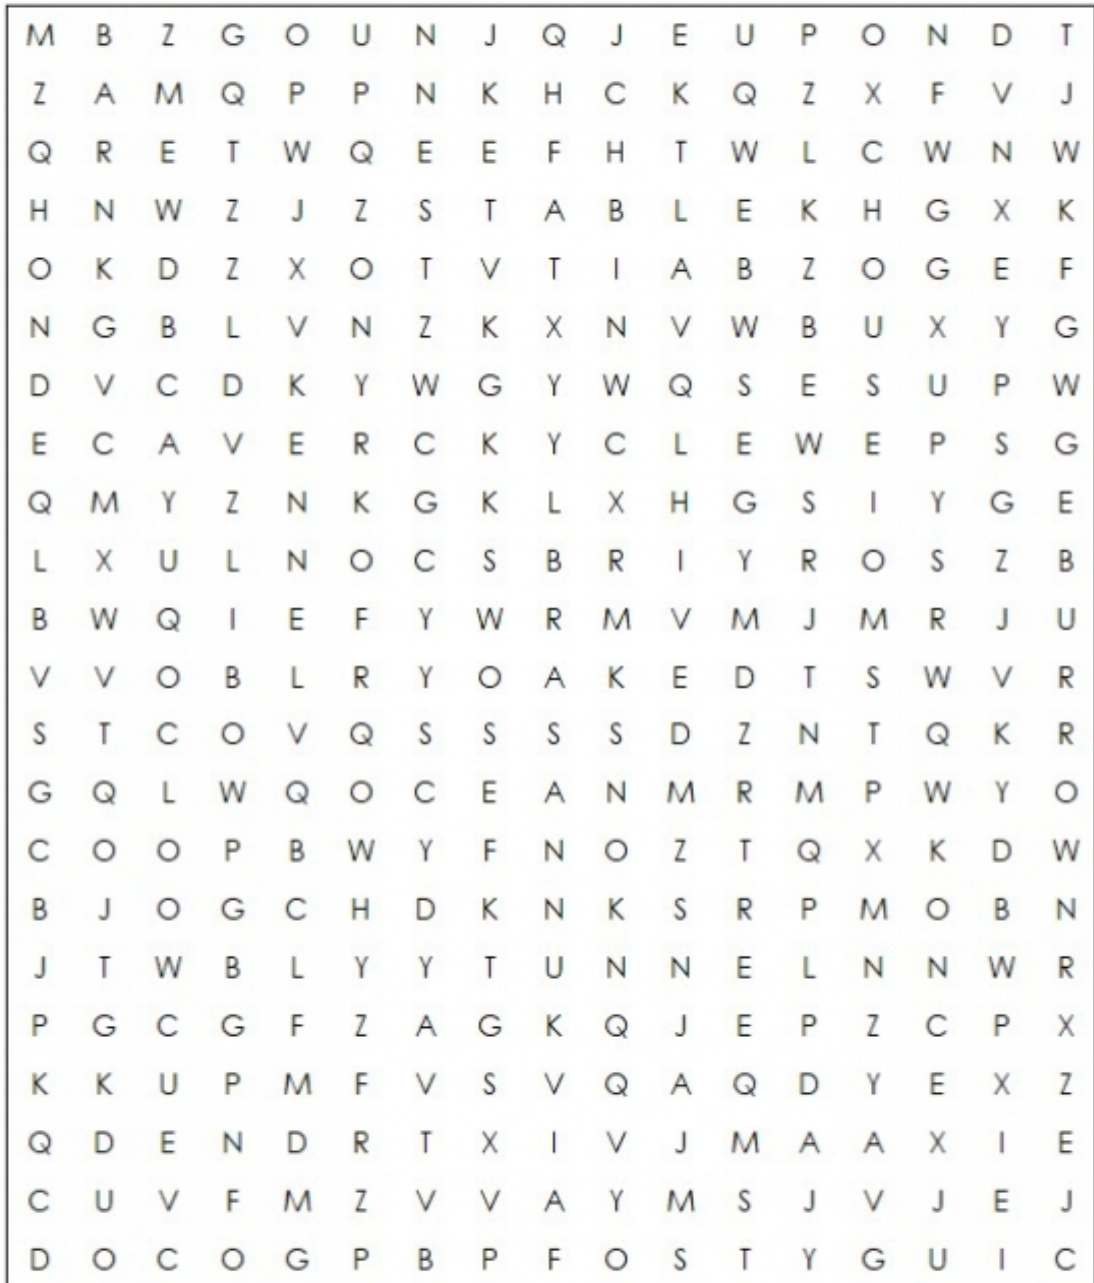 M B Z G O U N J Q J E U P O N D T
Z A M Q P P N K H C K Q Z X F V J
Q R E T W Q E E F H T W L C W N W
H N W Z J Z S T A B L E K H G X K
O K D Z X O T V T I A B Z O G E F
N G B L V N Z K X N V W B U X Y G
D V C D K Y W G Y W Q S E S U P W
E C A V E R C K Y C L E W E P S G
Q M Y Z N K G K L X H G S I Y G E
L X U L N O C S B R I Y R O S Z B
B W Q I E F Y W R M V M J M R J U
V V O B L R Y O A K E D T S W V R
S T C O V Q S S S S D Z N T Q K R
G Q L W Q O C E A N M R M P W Y O
C O O P B W Y F N O Z T Q X K D W
B J O G C H D K N K S R P M O B N
J T W B L Y Y T U N N E L N N W R
P G C G F Z A G K Q J E P Z C P X
K K U P M F V S V Q A Q D Y E X Z
Q D E N D R T X I V J M A A X I E
C U V F M Z V V A Y M S J V J E J
D O C O G P B P F O S T Y G U I C